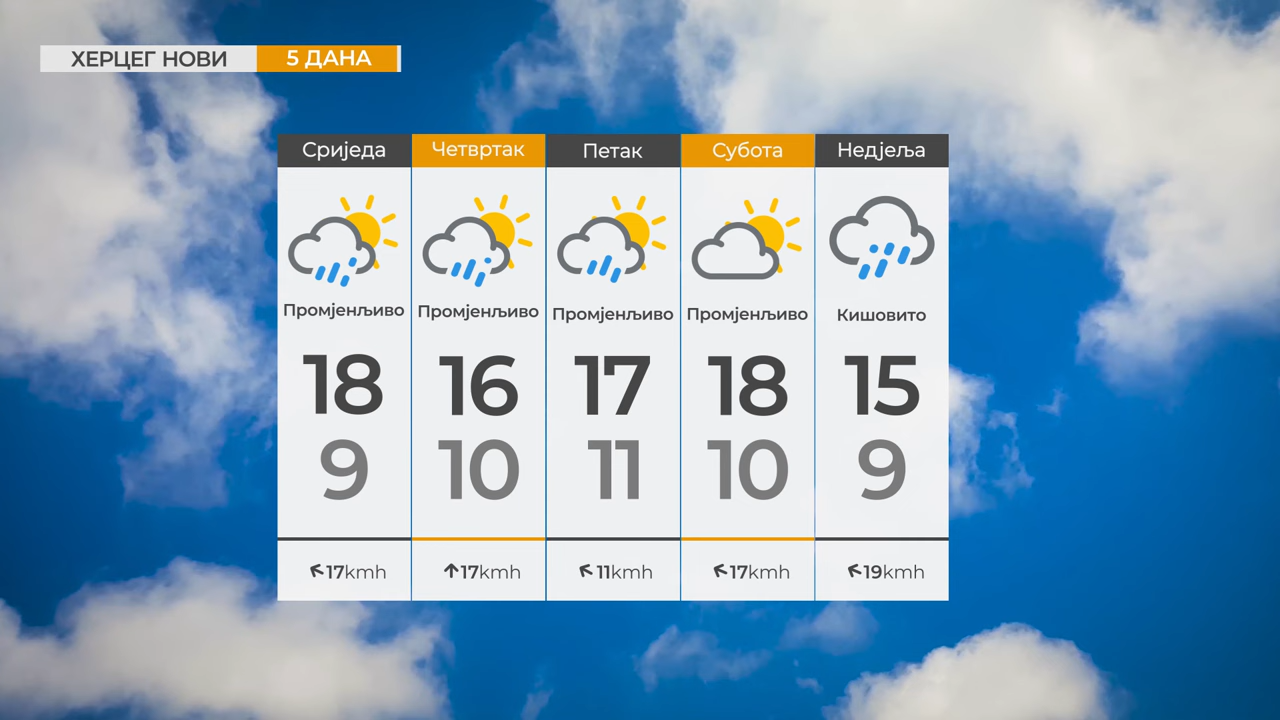 ХЕРЦЕГ НОВИ 5 ДАНА
Сриједа Четвртак Петак Субота Недјеља
Промјенљиво Промјенљиво Промјенљиво Промјенљиво Кишовито
18 16 17 18 15
9 10 11 10 9
17kmh 17kmh 11kmh 17kmh 19kmh